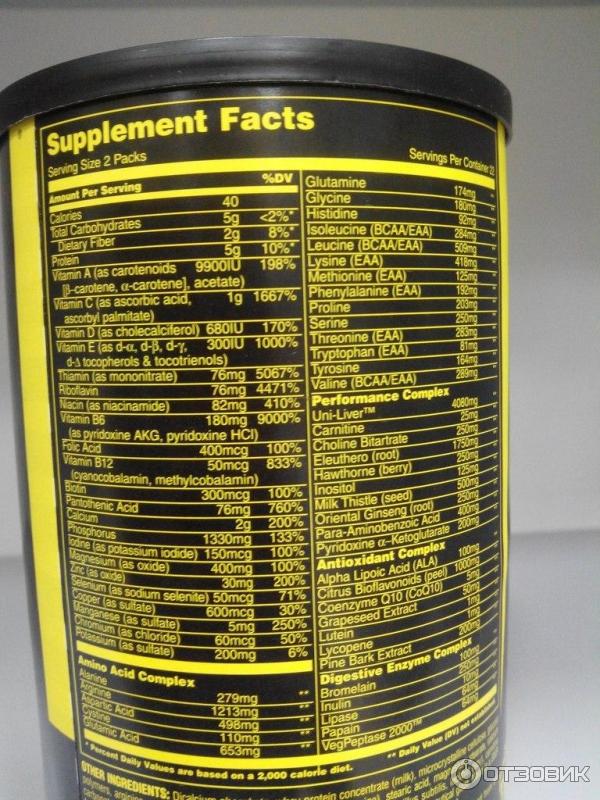 Supplement Facts
Serving Size 2 Packs
Servings Per Container 22
Amount Per Serving %DV
Calories 40
Total Carbohydrates 5g <2%*
Dietary Fiber 2g 8%*
Protein 5g 10%*
Vitamin A (as carotenoids 9900IU 198%
[β-carotene, α-carotene], acetate)
Vitamin C (as ascorbic acid, 1g 1667%
ascorbyl palmitate)
Vitamin D (as cholecalciferol) 680IU 170%
Vitamin E (as d-α, d-β, d-γ, 300IU 1000%
d-Δ tocopherols & tocotrienols)
Thiamin (as mononitrate) 76mg 5067%
Riboflavin 76mg 4471%
Niacin (as niacinamide) 82mg 410%
Vitamin B6 180mg 9000%
(as pyridoxine AKG, pyridoxine HCl)
Folic Acid 400mcg 100%
Vitamin B12 50mcg 833%
(cyanocobalamin, methylcobalamin)
Biotin 300mcg 100%
Pantothenic Acid 76mg 760%
Calcium 2g 200%
Phosphorus 1330mg 133%
Iodine (as potassium iodide) 150mcg 100%
Magnesium (as oxide) 400mg 100%
Zinc (as oxide) 30mg 200%
Selenium (as sodium selenite) 50mcg 71%
Copper (as sulfate) 600mcg 30%
Manganese (as sulfate) 5mg 250%
Chromium (as chloride) 60mcg 50%
Potassium (as sulfate) 200mg 6%
Amino Acid Complex
Alanine 279mg **
Arginine 1213mg **
Aspartic Acid 498mg **
Cystine 110mg **
Glutamic Acid 653mg **
Glutamine 174mg
Glycine 180mg
Histidine 92mg
Isoleucine (BCAA/EAA) 284mg
Leucine (BCAA/EAA) 509mg
Lysine (EAA) 418mg
Methionine (EAA) 125mg
Phenylalanine (EAA) 192mg
Proline 203mg
Serine 250mg
Threonine (EAA) 283mg
Tryptophan (EAA) 81mg
Tyrosine 164mg
Valine (BCAA/EAA) 289mg
Performance Complex
Uni-Liver™ 4080mg
Carnitine 25mg
Choline Bitartrate 250mg
Eleuthero (root) 1750mg
Hawthorne (berry) 250mg
Inositol 125mg
Milk Thistle (seed) 500mg
Oriental Ginseng (root) 250mg
Para-Aminobenzoic Acid 400mg
Pyridoxine α-Ketoglutarate 200mg
Antioxidant Complex
Alpha Lipoic Acid (ALA) 100mg
Citrus Bioflavonoids (peel) 1000mg
Coenzyme Q10 (CoQ10) 5mg
Grapeseed Extract 50mg
Lutein 1mg
Lycopene 1mg
Pine Bark Extract 200mg
Digestive Enzyme Complex
Bromelain 100mg
Inulin
Lipase 10mg
Papain 64mg
VegPeptase 2000™ 64mg
* Percent Daily Values are based on a 2,000 calorie diet.
** Daily Value (DV) not established.
OTHER INGREDIENTS: protein concentrate (milk), microcrystalline
stearic acid,
ОТЗОВИК